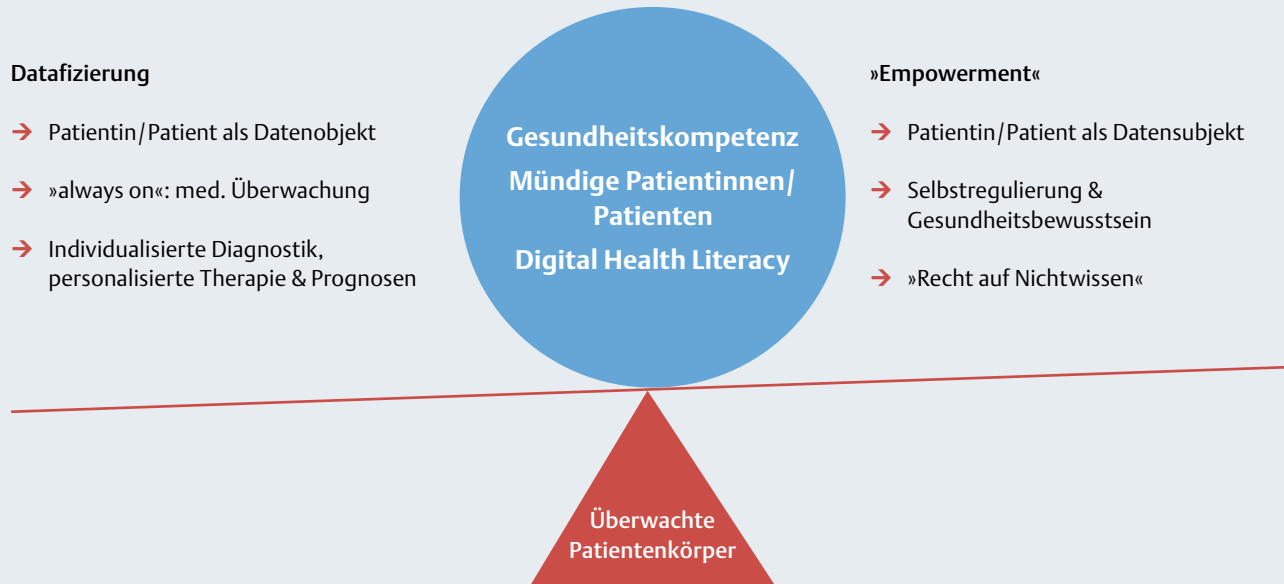 Datafizierung
→ Patientin/Patient als Datenobjekt
→ »always on«: med. Überwachung
→ Individualisierte Diagnostik,
personalisierte Therapie & Prognosen
Gesundheitskompetenz
Mündige Patientinnen/
Patienten
Digital Health Literacy
»Empowerment«
→ Patientin/Patient als Datensubjekt
→ Selbstregulierung &
Gesundheitsbewusstsein
→ »Recht auf Nichtwissen«
Überwachte
Patientenkörper